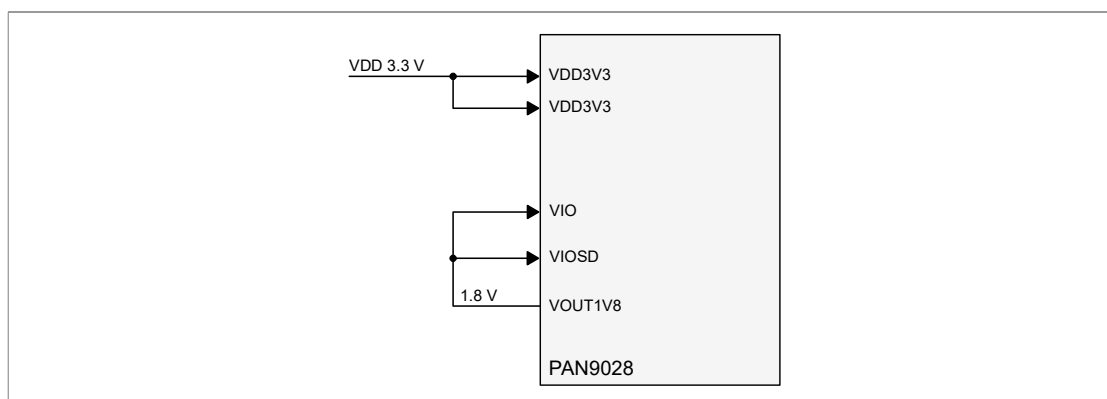 VDD 3.3 V
VDD3V3
VDD3V3
VIO
VIOSD
1.8 V
VOUT1V8
PAN9028